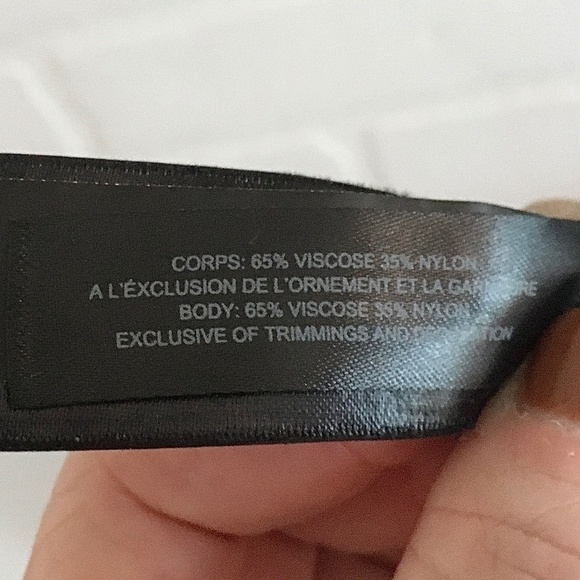 CORPS: 65% VISCOSE 35% NYLON
A L'ÉXCLUSION DE L'ORNEMENT ET LA
BODY: 65% VISCOSE 35% NYLON
EXCLUSIVE OF TRIMMINGS AND